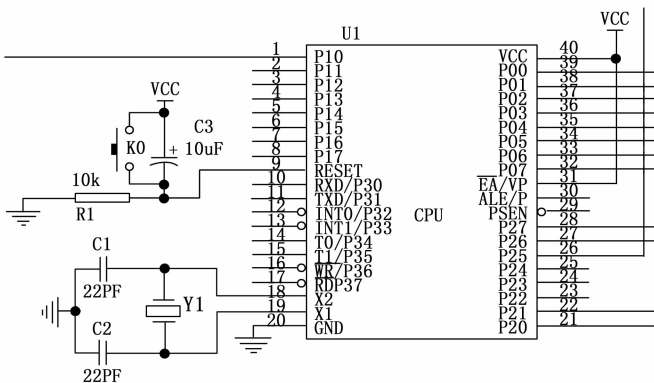 U1
VCC
1 P10
2 P11
3 P12
4 P13
5 P14
6 P15
7 P16
8 P17
9 RESET
10 RXD/P30
11 TXD/P31
12 INT0/P32
13 INT1/P33
14 T0/P34
15 T1/P35
16 WR/P36
17 RDP37
18 X2
19 X1
20 GND
CPU
40 VCC
39 P00
38 P01
37 P02
36 P03
35 P04
34 P05
33 P06
32 P07
31 EA/VP
30 ALE/P
29 PSEN
28 P27
27 P26
26 P25
25 P24
24 P23
23 P22
22 P21
21 P20
VCC
K0
C3
+ 10uF
10k
R1
C1
22PF
Y1
C2
22PF